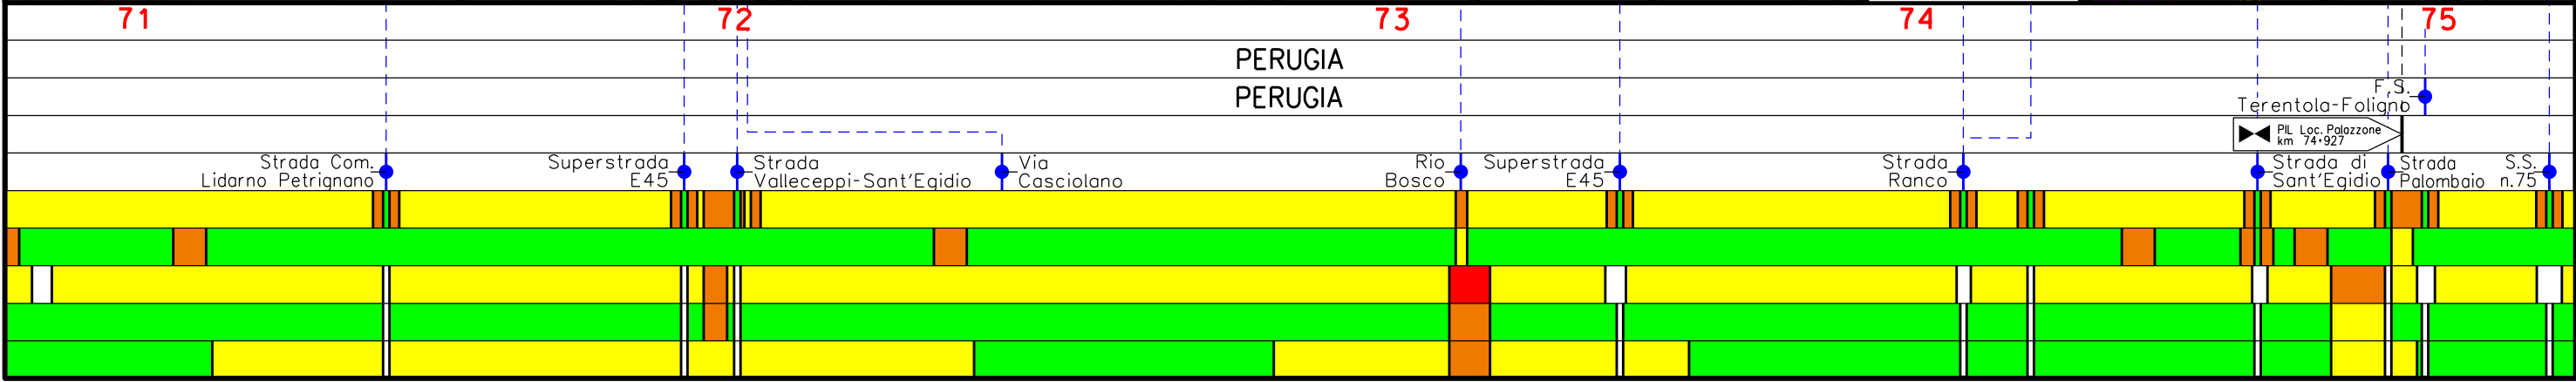 71 72 73 74 75
PERUGIA
PERUGIA
F.S.
Terentola-Foligno
PIL Loc. Palazzone
km 74+927
Strada Com.
Lidarno Petrignano
Superstrada
E45
Strada
Valleceppi-Sant'Egidio
Via
Casciolano
Rio
Bosco
Superstrada
E45
Strada
Ranco
Strada di
Sant'Egidio
Strada
Palombaio
S.S.
n.75